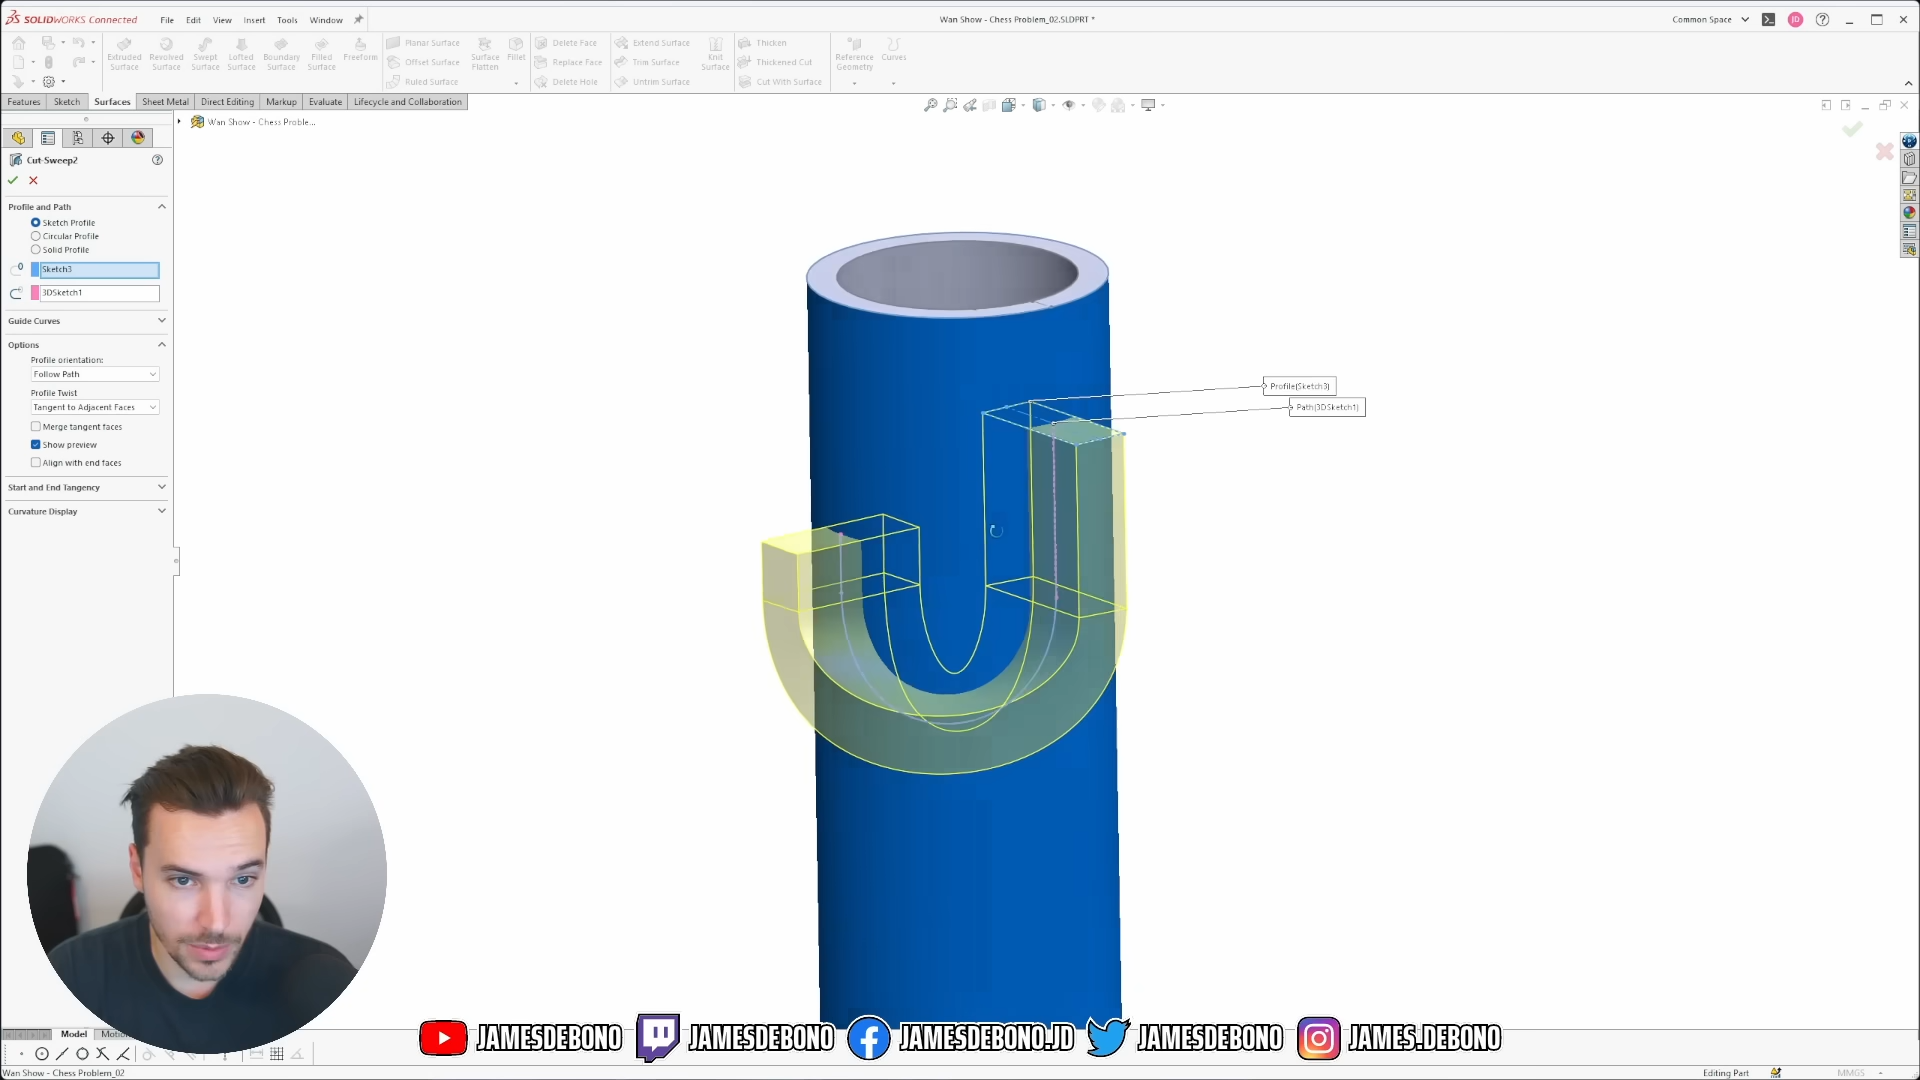 SOLIDWORKS Connected
File Edit View Insert Tools Window
Wan Show - Chess Problem_02.SLDPRT *
Common Space
JD
Extruded Surface
Revolved Surface
Swept Surface
Lofted Surface
Boundary Surface
Filled Surface
Freeform
Planar Surface
Offset Surface
Ruled Surface
Surface Flatten
Fillet
Delete Face
Replace Face
Delete Hole
Extend Surface
Trim Surface
Untrim Surface
Knit Surface
Thicken
Thickened Cut
Cut With Surface
Reference Geometry
Curves
Features Sketch Surfaces Sheet Metal Direct Editing Markup Evaluate Lifecycle and Collaboration
Wan Show - Chess Proble...
Cut-Sweep2
Profile and Path
Sketch Profile
Circular Profile
Solid Profile
Sketch3
3DSketch1
Guide Curves
Options
Profile orientation:
Follow Path
Profile Twist
Tangent to Adjacent Faces
Merge tangent faces
Show preview
Align with end faces
Start and End Tangency
Curvature Display
Profile(Sketch3)
Path(3DSketch1)
Model
JAMESDEBONO JAMESDEBONO JAMESDEBONO.JD JAMESDEBONO JAMES.DEBONO
Wan Show - Chess Problem_02
Editing Part
MMGS